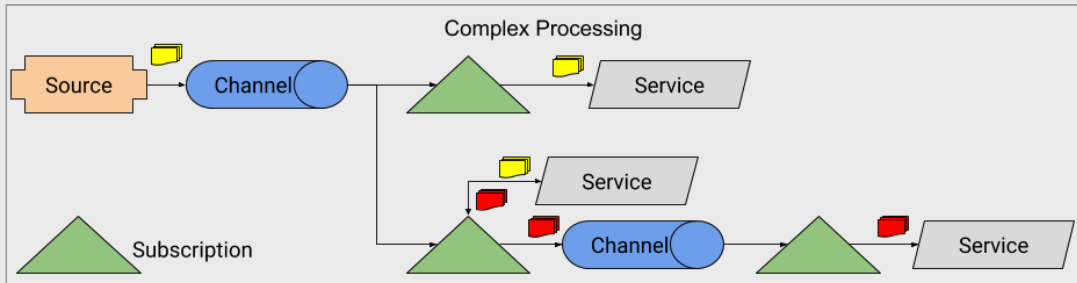 Complex Processing
Source
Channel
Service
Service
Subscription
Channel
Service